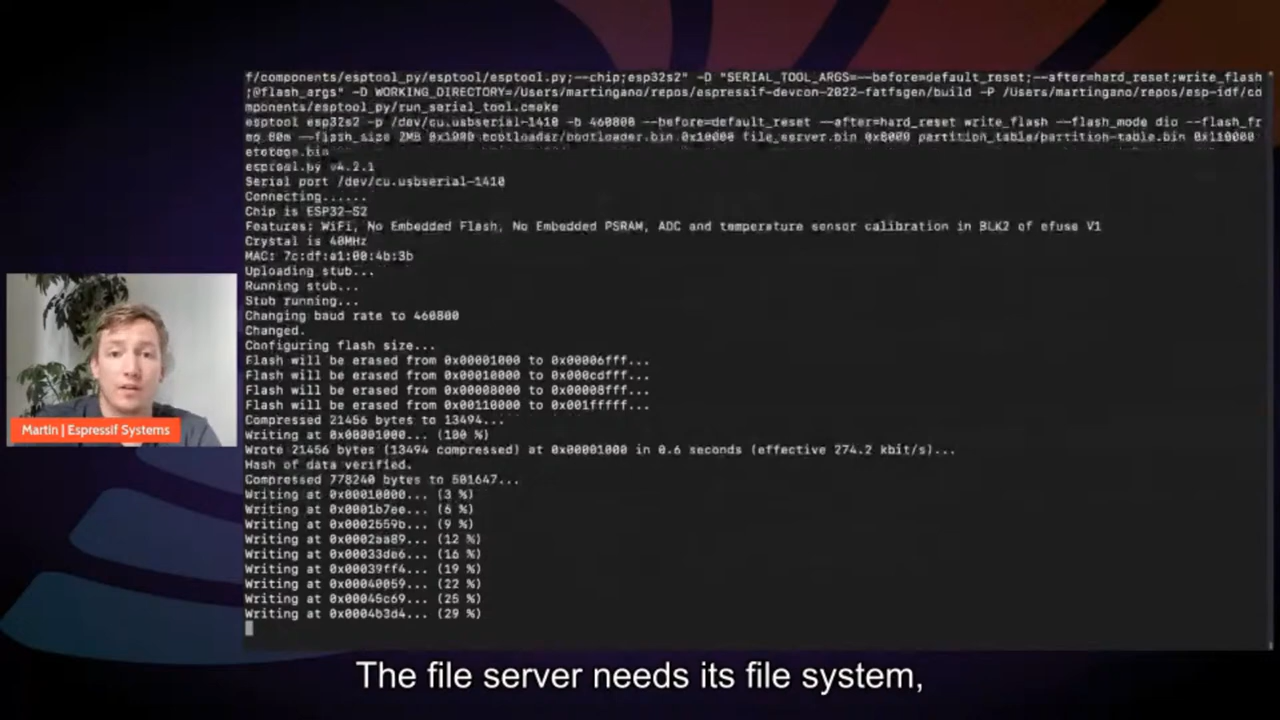 f/components/esptool_py/esptool/esptool.py;--chip;esp32s2" -D "SERIAL_TOOL_ARGS=--before=default_reset;--after=hard_reset;write_flash
;@flash_args" -D WORKING_DIRECTORY=/Users/martingano/repos/espressif-devcon-2022-fatfsgen/build -P /Users/martingano/repos/esp-idf/co
mponents/esptool_py/run_serial_tool.cmake
esptool esp32s2 -p /dev/cu.usbserial-1410 -b 460800 --before=default_reset --after=hard_reset write_flash --flash_mode dio --flash_fr
eq 80m --flash_size 2MB 0x1000 bootloader/bootloader.bin 0x10000 file_server.bin 0x8000 partition_table/partition-table.bin 0x110000
storage.bin
esptool.py v4.2.1
Serial port /dev/cu.usbserial-1410
Connecting......
Chip is ESP32-S2
Features: WiFi, No Embedded Flash, No Embedded PSRAM, ADC and temperature sensor calibration in BLK2 of efuse V1
Crystal is 40MHz
MAC: 7c:df:a1:00:4b:3b
Uploading stub...
Running stub...
Stub running...
Changing baud rate to 460800
Changed.
Configuring flash size...
Flash will be erased from 0x00001000 to 0x00006fff...
Flash will be erased from 0x00010000 to 0x000cdfff...
Flash will be erased from 0x00008000 to 0x00008fff...
Flash will be erased from 0x00110000 to 0x001fffff...
Compressed 21456 bytes to 13494...
Writing at 0x00001000... (100 %)
Wrote 21456 bytes (13494 compressed) at 0x00001000 in 0.6 seconds (effective 274.2 kbit/s)...
Hash of data verified.
Compressed 778240 bytes to 501647...
Writing at 0x00010000... (3 %)
Writing at 0x0001b7ee... (6 %)
Writing at 0x0002559b... (9 %)
Writing at 0x0002aa89... (12 %)
Writing at 0x00033de6... (16 %)
Writing at 0x00039ff4... (19 %)
Writing at 0x00040059... (22 %)
Writing at 0x00045c69... (25 %)
Writing at 0x0004b3d4... (29 %)
Martin | Espressif Systems
The file server needs its file system,